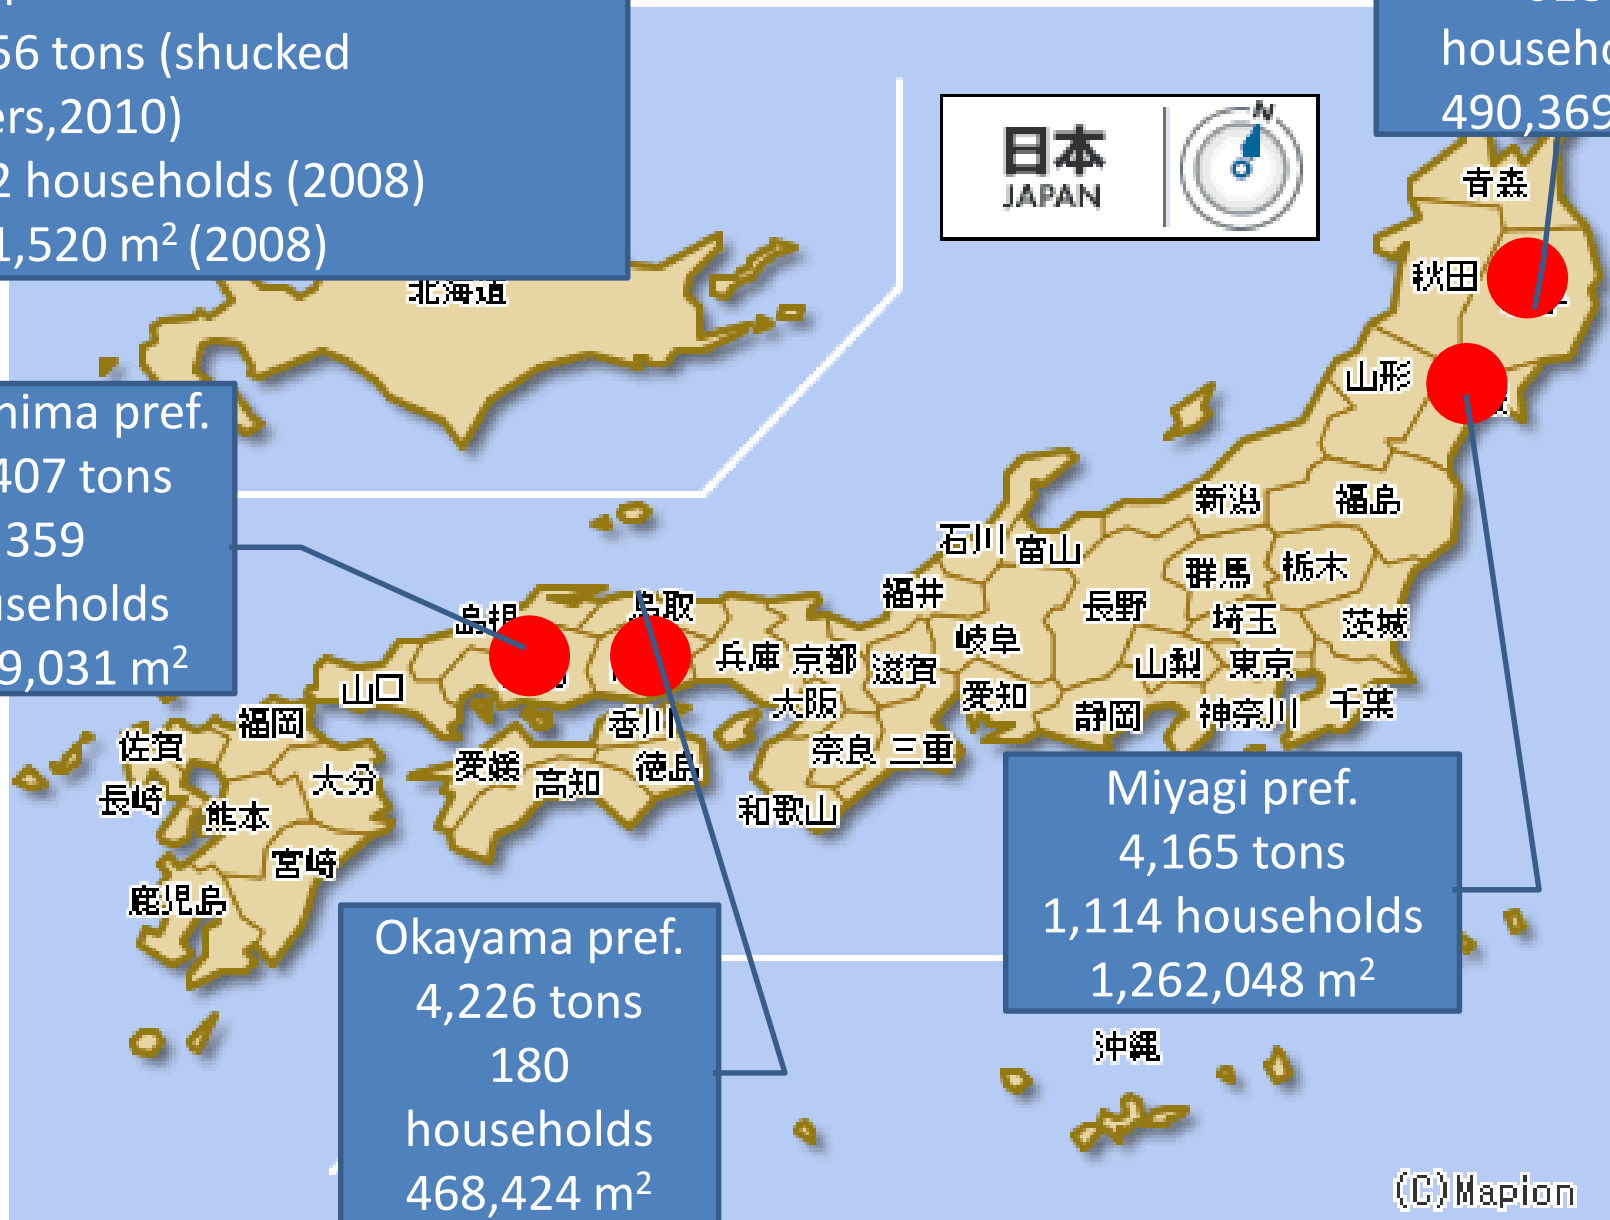 56 tons (shucked
ers,2010)
2 households (2008)
1,520 m² (2008)
househo
490,369
N
日本
JAPAN
青森
秋田
北海道
山形
hima pref.
407 tons
359
useholds
9,031 m²
新潟
福島
石川
富山
群馬
栃木
福井
長野
埼玉
茨城
島根
鳥取
兵庫
京都
滋賀
岐阜
山梨
東京
山口
大阪
愛知
静岡
神奈川
千葉
福岡
佐賀
香川
奈良
三重
愛媛
高知
徳島
大分
長崎
熊本
和歌山
宮崎
鹿児島
Miyagi pref.
4,165 tons
1,114 households
1,262,048 m²
Okayama pref.
4,226 tons
180
households
468,424 m²
沖縄
(C)Mapion